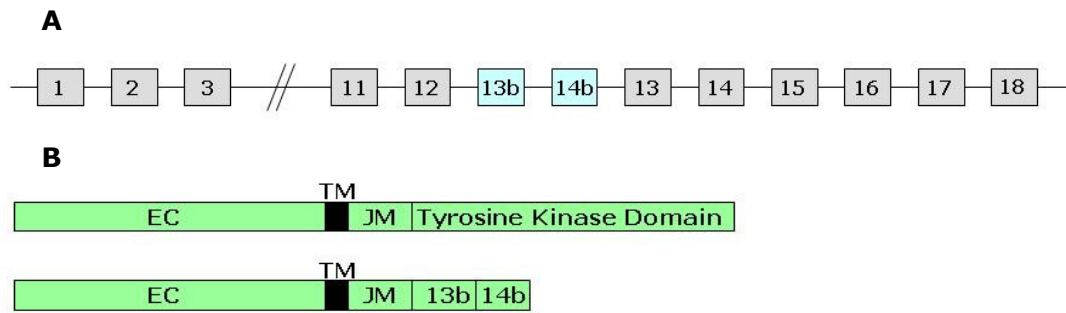 A
1 2 3 // 11 12 13b 14b 13 14 15 16 17 18
B
TM
EC JM Tyrosine Kinase Domain
TM
EC JM 13b 14b